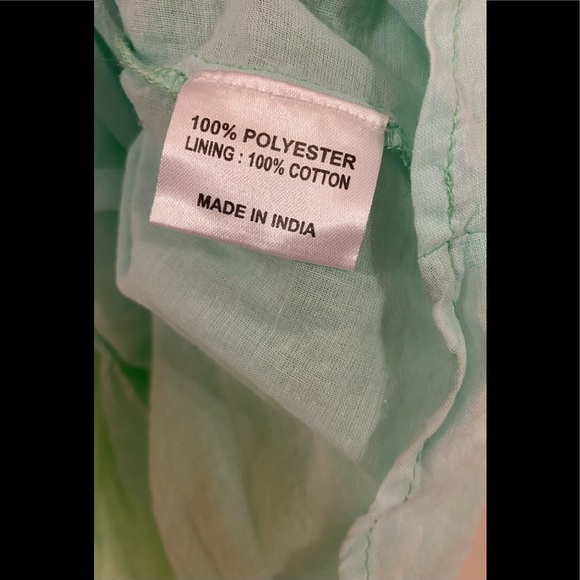 100% POLYESTER
LINING : 100% COTTON
MADE IN INDIA